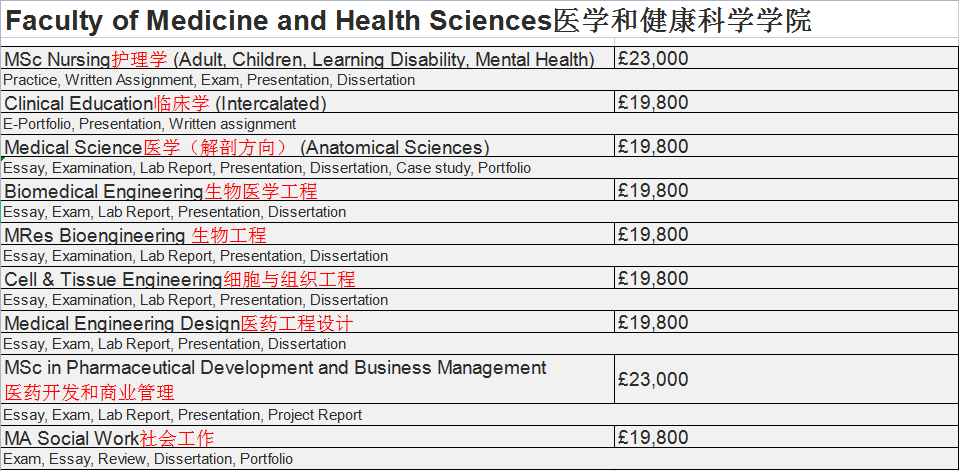 Faculty of Medicine and Health Sciences医学和健康科学学院
MSc Nursing护理学 (Adult, Children, Learning Disability, Mental Health) £23,000
Practice, Written Assignment, Exam, Presentation, Dissertation
Clinical Education临床学 (Intercalated) £19,800
E-Portfolio, Presentation, Written assignment
Medical Science医学（解剖方向） (Anatomical Sciences) £19,800
Essay, Examination, Lab Report, Presentation, Dissertation, Case study, Portfolio
Biomedical Engineering生物医学工程 £19,800
Essay, Exam, Lab Report, Presentation, Dissertation
MRes Bioengineering 生物工程 £19,800
Essay, Examination, Lab Report, Presentation, Dissertation
Cell & Tissue Engineering细胞与组织工程 £19,800
Essay, Examination, Lab Report, Presentation, Dissertation
Medical Engineering Design医药工程设计 £19,800
Essay, Exam, Lab Report, Presentation, Dissertation
MSc in Pharmaceutical Development and Business Management
医药开发和商业管理 £23,000
Essay, Exam, Lab Report, Presentation, Project Report
MA Social Work社会工作 £19,800
Exam, Essay, Review, Dissertation, Portfolio